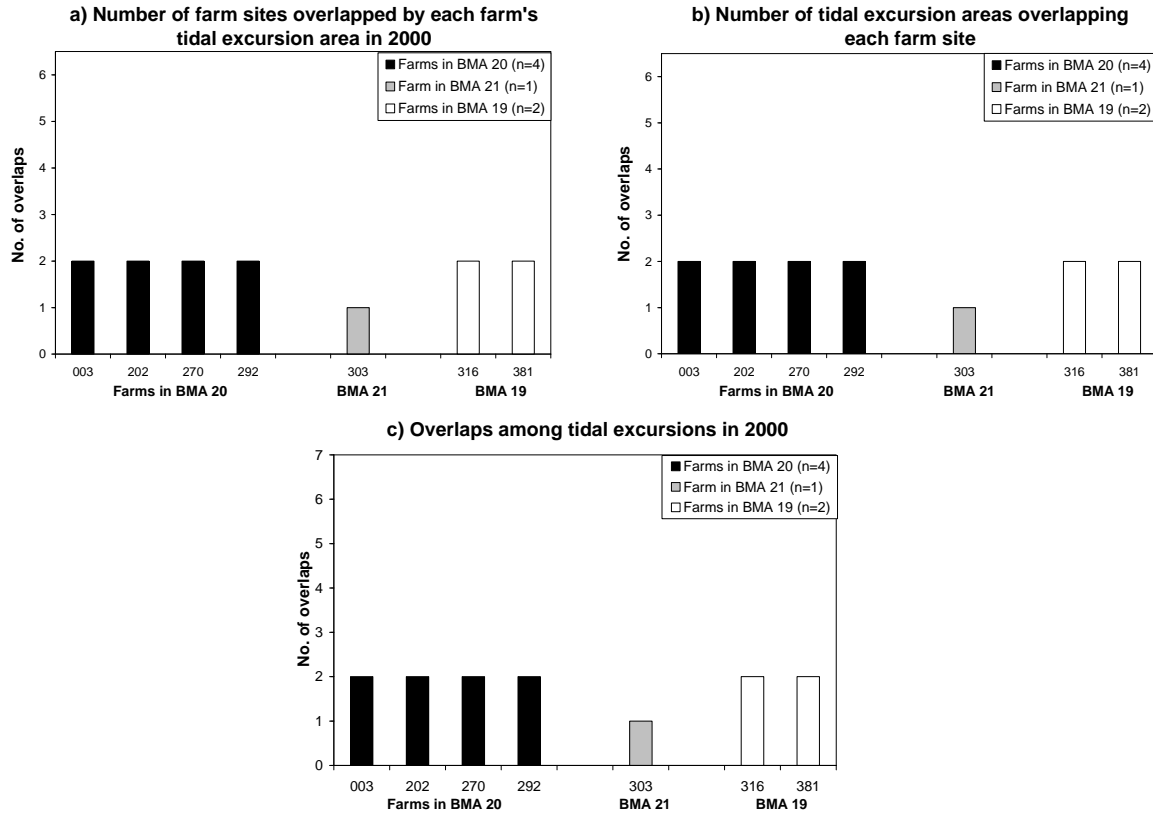 a) Number of farm sites overlapped by each farm's
tidal excursion area in 2000
No. of overlaps
6
5
4
3
2
1
0
Farms in BMA 20 (n=4)
Farm in BMA 21 (n=1)
Farms in BMA 19 (n=2)
003 202 270 292 303 316 381
Farms in BMA 20 BMA 21 BMA 19
b) Number of tidal excursion areas overlapping
each farm site
No. of overlaps
6
5
4
3
2
1
0
Farms in BMA 20 (n=4)
Farm in BMA 21 (n=1)
Farms in BMA 19 (n=2)
003 202 270 292 303 316 381
Farms in BMA 20 BMA 21 BMA 19
c) Overlaps among tidal excursions in 2000
No. of overlaps
7
6
5
4
3
2
1
0
Farms in BMA 20 (n=4)
Farm in BMA 21 (n=1)
Farms in BMA 19 (n=2)
003 202 270 292 303 316 381
Farms in BMA 20 BMA 21 BMA 19